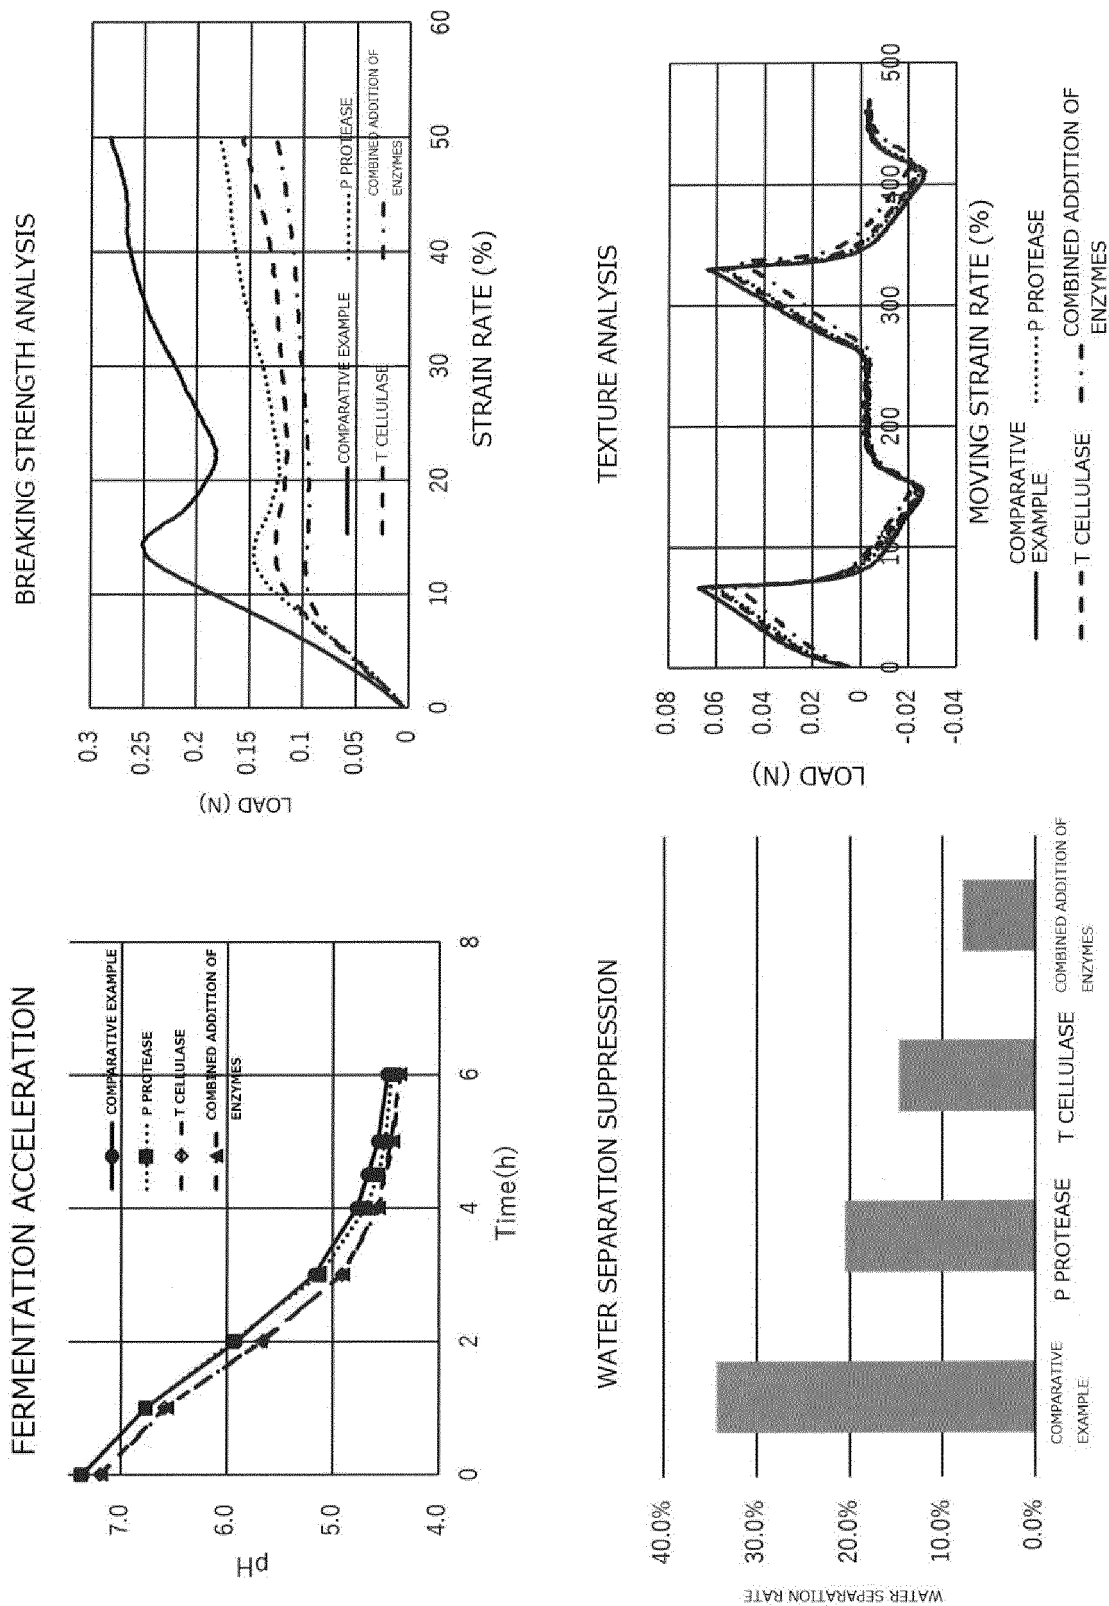 FERMENTATION ACCELERATION
pH
7.0
6.0
5.0
4.0
0
2
4
6
8
Time(h)
COMPARATIVE EXAMPLE
P PROTEASE
T CELLULASE
COMBINED ADDITION OF
ENZYMES
BREAKING STRENGTH ANALYSIS
LOAD (N)
0.3
0.25
0.2
0.15
0.1
0.05
0
0
10
20
30
40
50
60
STRAIN RATE (%)
COMPARATIVE EXAMPLE
P PROTEASE
T CELLULASE
COMBINED ADDITION OF
ENZYMES
WATER SEPARATION SUPPRESSION
WATER SEPARATION RATE
40.0%
30.0%
20.0%
10.0%
0.0%
COMPARATIVE
EXAMPLE
P PROTEASE
T CELLULASE
COMBINED ADDITION OF
ENZYMES
TEXTURE ANALYSIS
LOAD (N)
0.08
0.06
0.04
0.02
0
-0.02
-0.04
0
100
200
300
400
500
MOVING STRAIN RATE (%)
COMPARATIVE
EXAMPLE
P PROTEASE
T CELLULASE
COMBINED ADDITION OF
ENZYMES